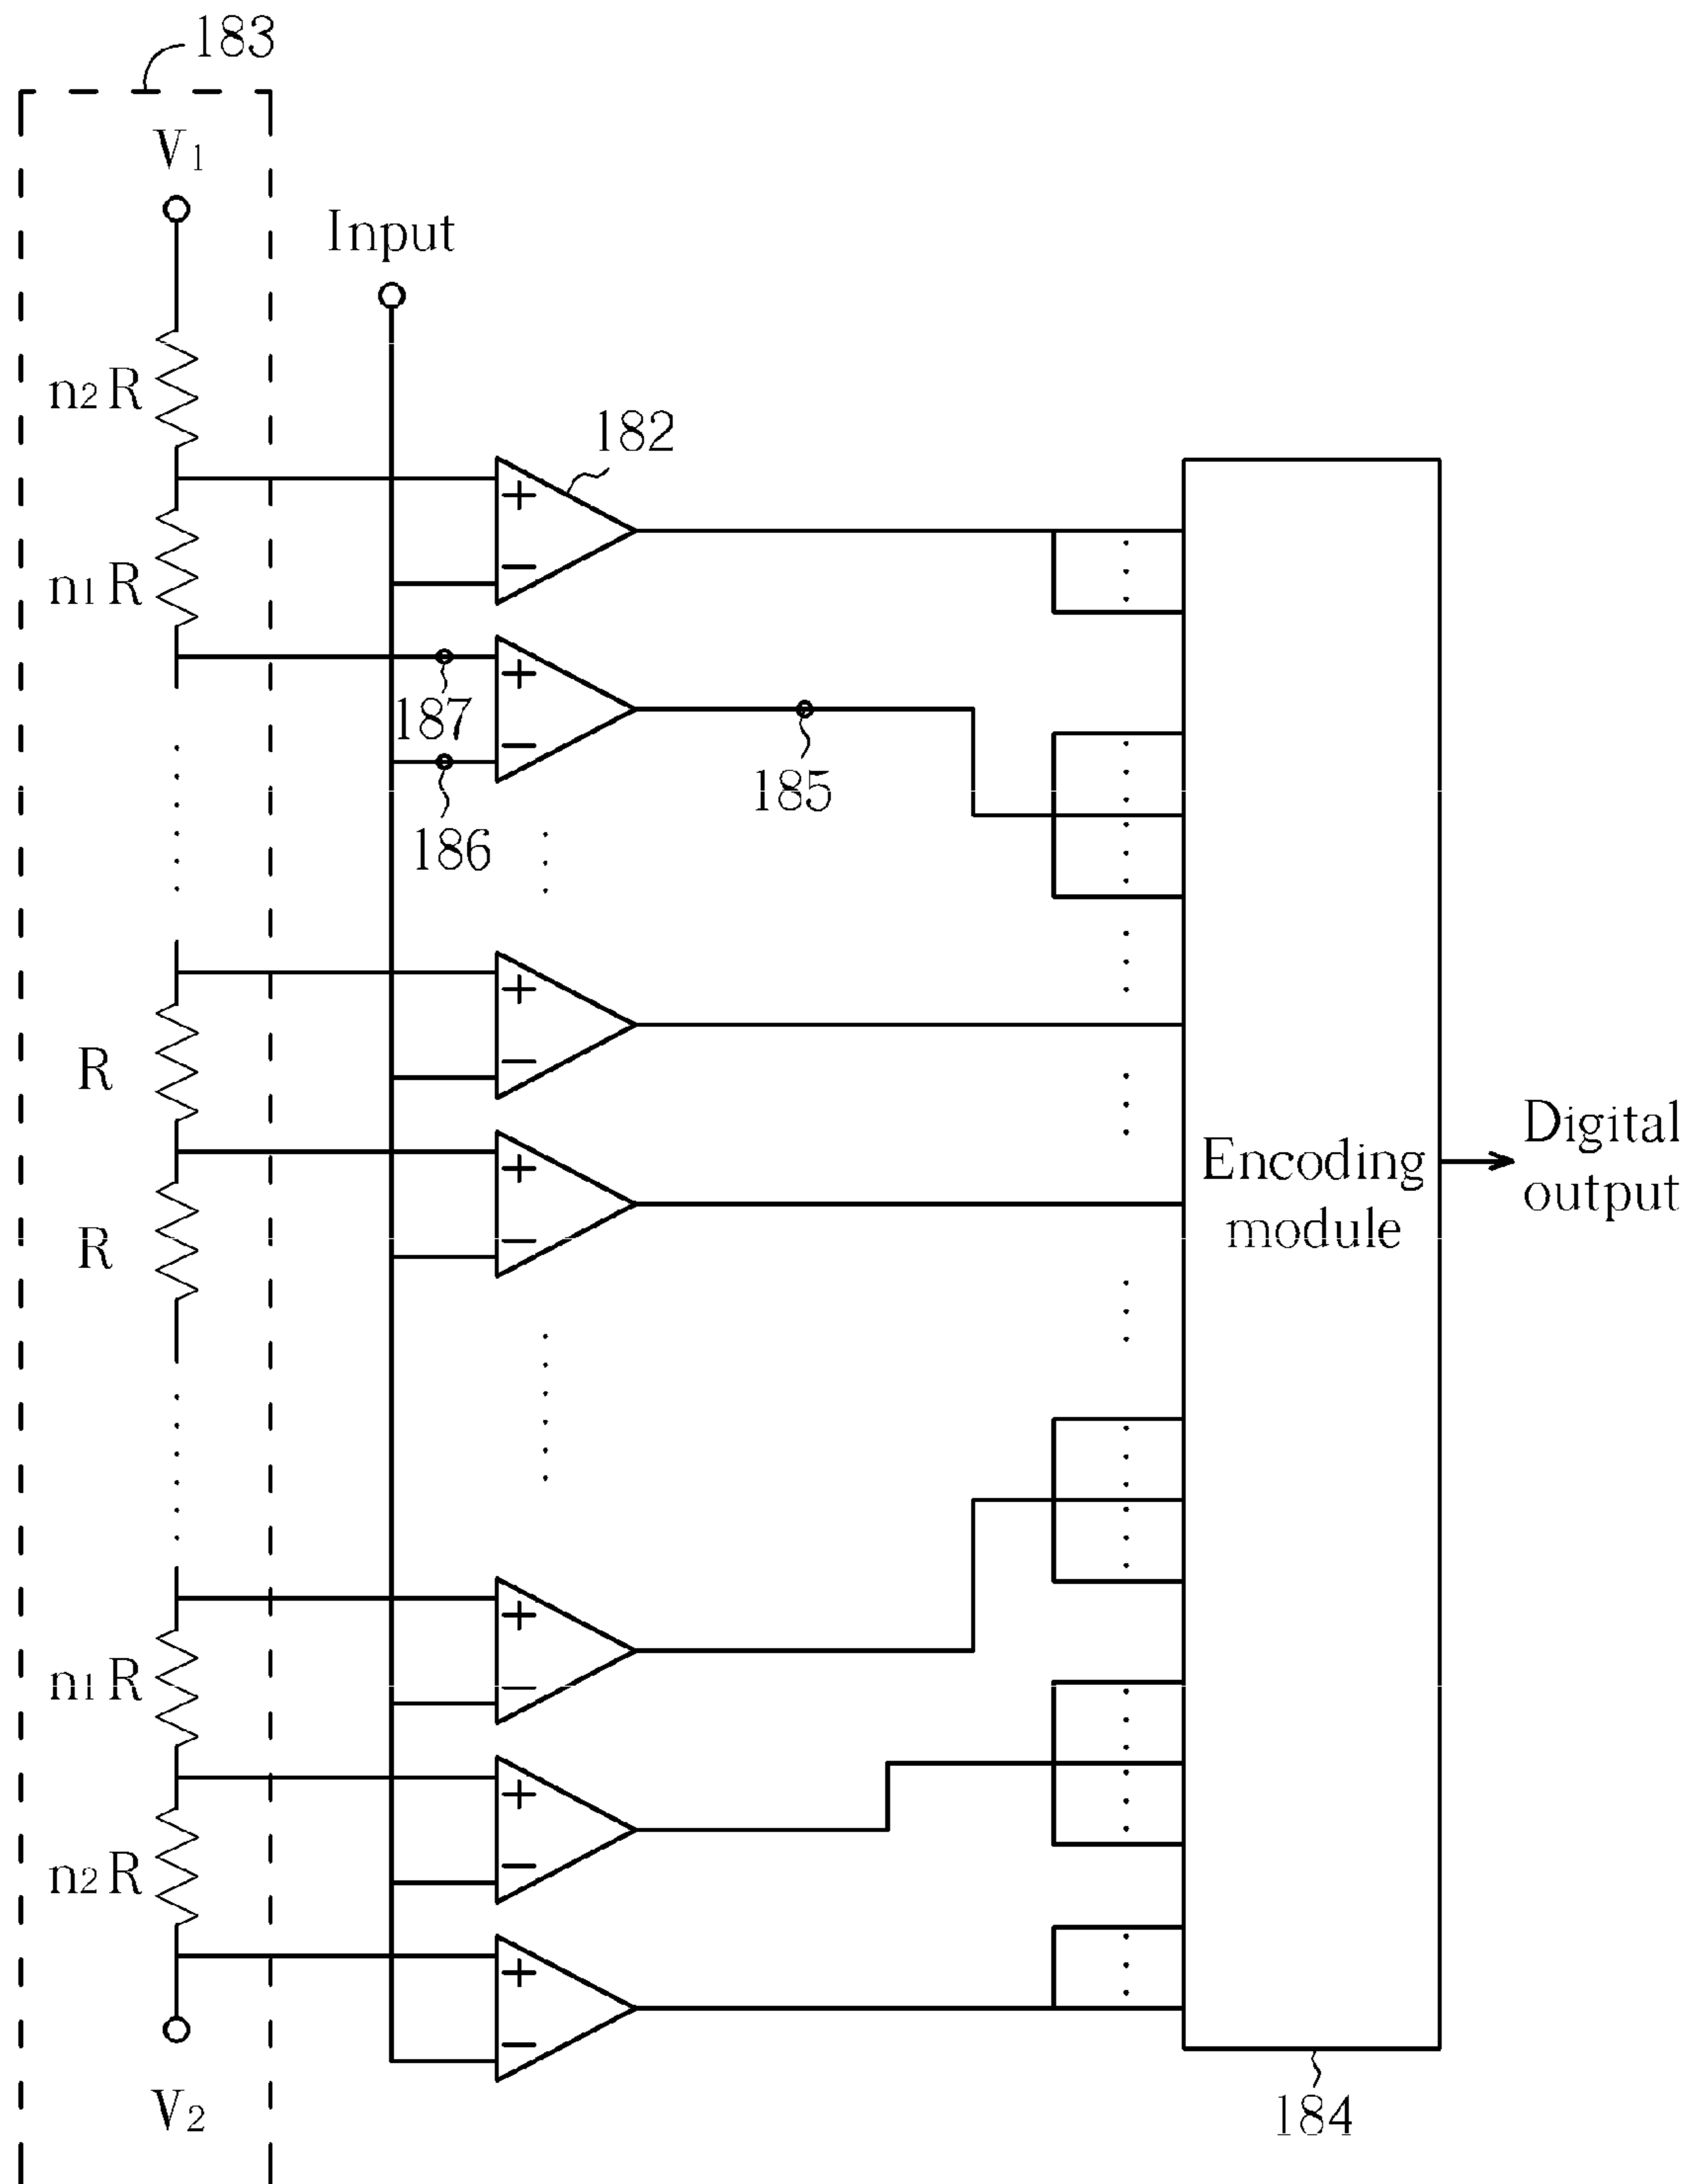 183
V1
Input
n2 R
182
+
−
n1 R
+
187
−
185
186
+
−
R
+
−
Encoding
module
Digital
output
R
+
−
n1 R
+
−
n2 R
+
−
V2
184